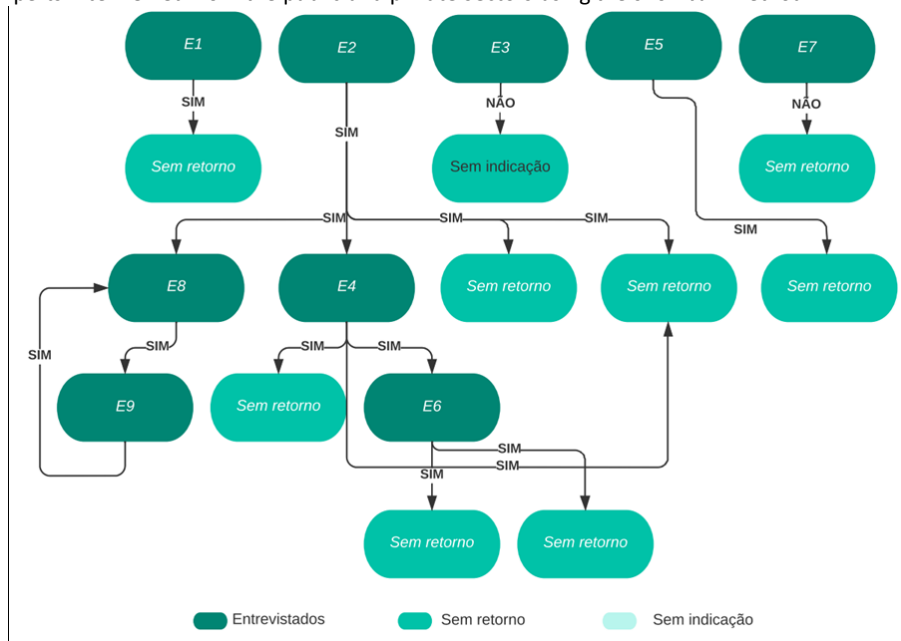 E1 E2 E3 E5 E7
SIM NÃO NÃO
SIM
Sem retorno Sem indicação Sem retorno
SIM SIM SIM SIM
E8 E4 Sem retorno Sem retorno Sem retorno
SIM SIM SIM
SIM
E9 Sem retorno E6
SIM
SIM
SIM
Sem retorno Sem retorno
Entrevistados Sem retorno Sem indicação